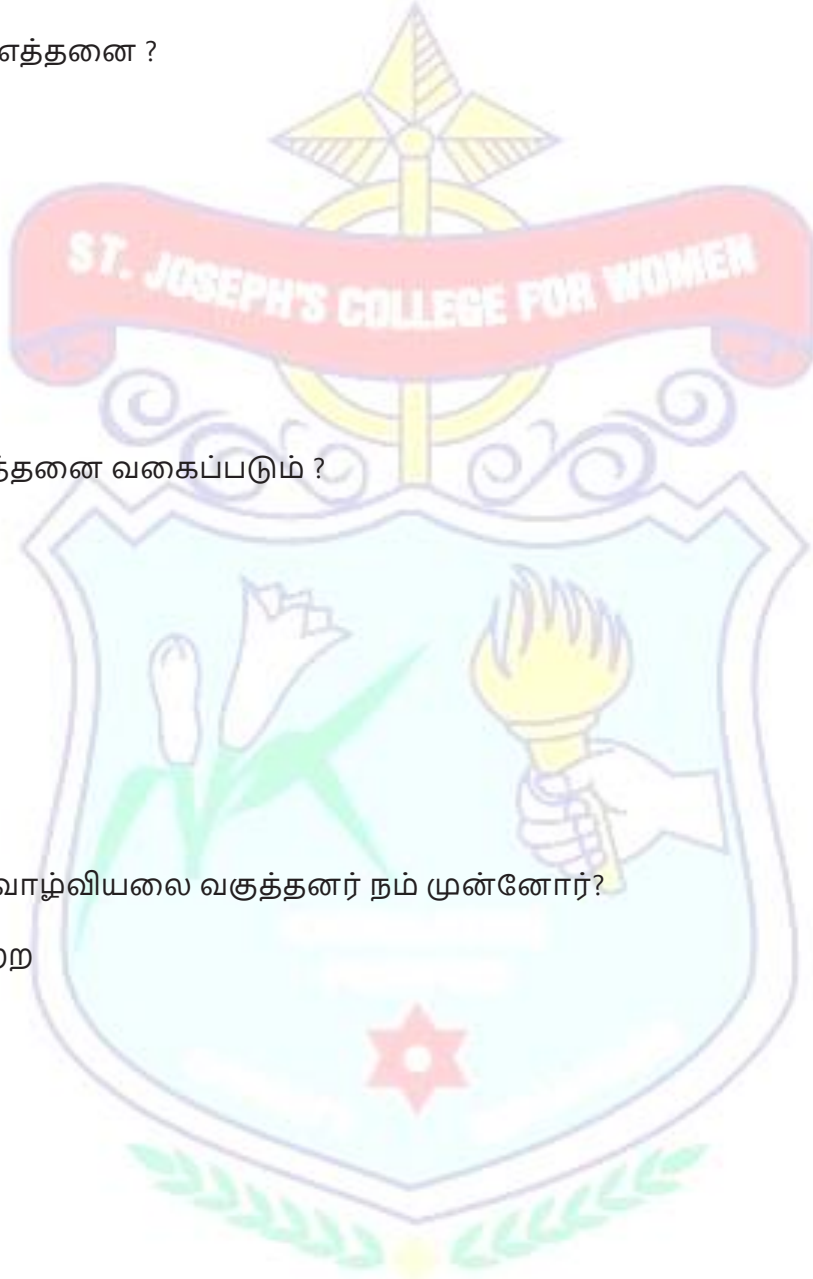 எத்தனை ?
ST. JOSEPH'S COLLEGE FOR WOMEN
த்தனை வகைப்படும் ?
வாழ்வியலை வகுத்தனர் நம் முன்னோர்?
ற